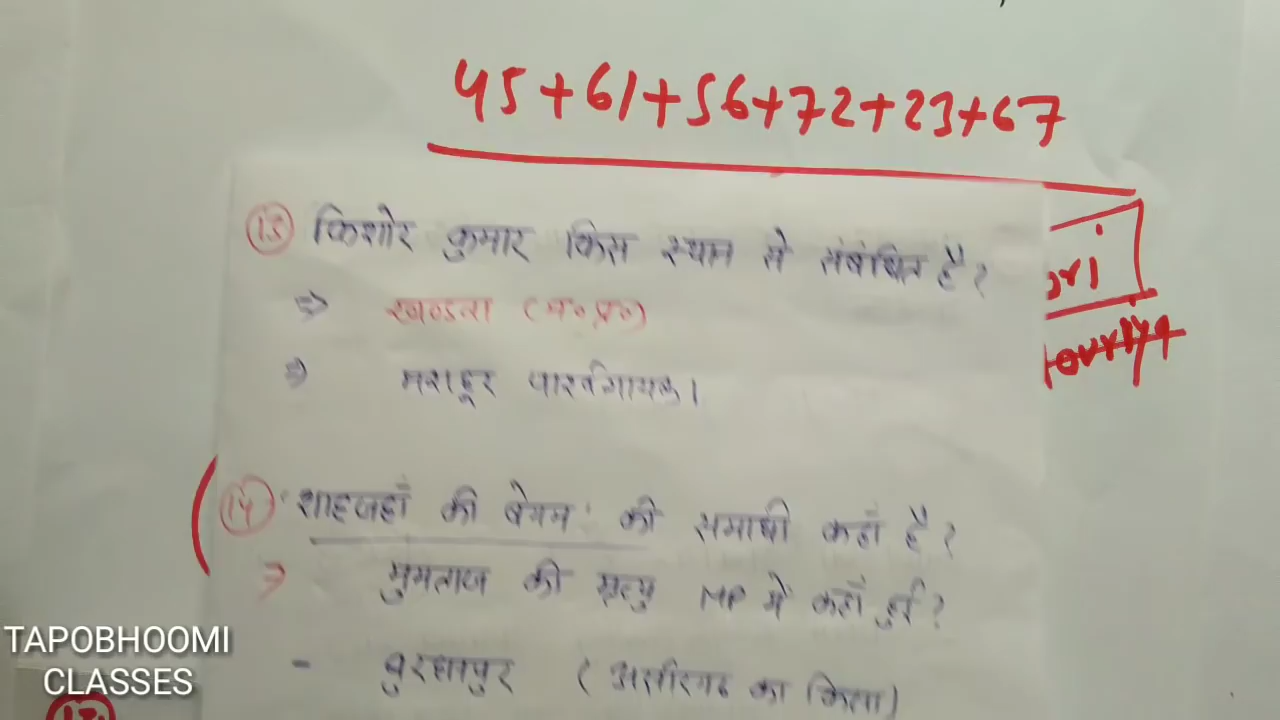 45+61+56+72+23+67
13 किशोर कुमार किस स्थान से संबंधित है?
⇒ खण्डवा (म०प्र०)
⇒ मशहूर पार्श्वगायक।
14 'शाहजहाँ की बेगम' की समाधी कहाँ है?
⇒ मुमताज की मृत्यु MP में कहाँ हुई?
- बुरहानपुर (असीरगढ का किला)
TAPOBHOOMI
CLASSES